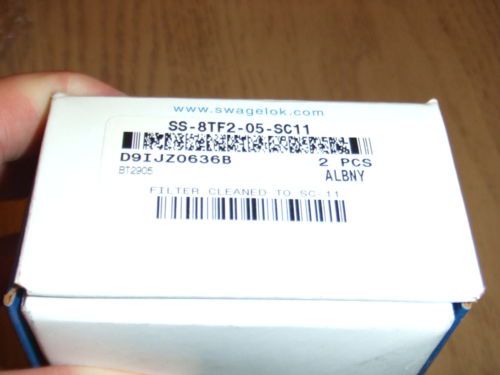 www.swagelok.com
SS-8TF2-05-SC11
D9IJZ0636B 2 PCS
BT2905 ALBNY
FILTER CLEANED TO SC-11